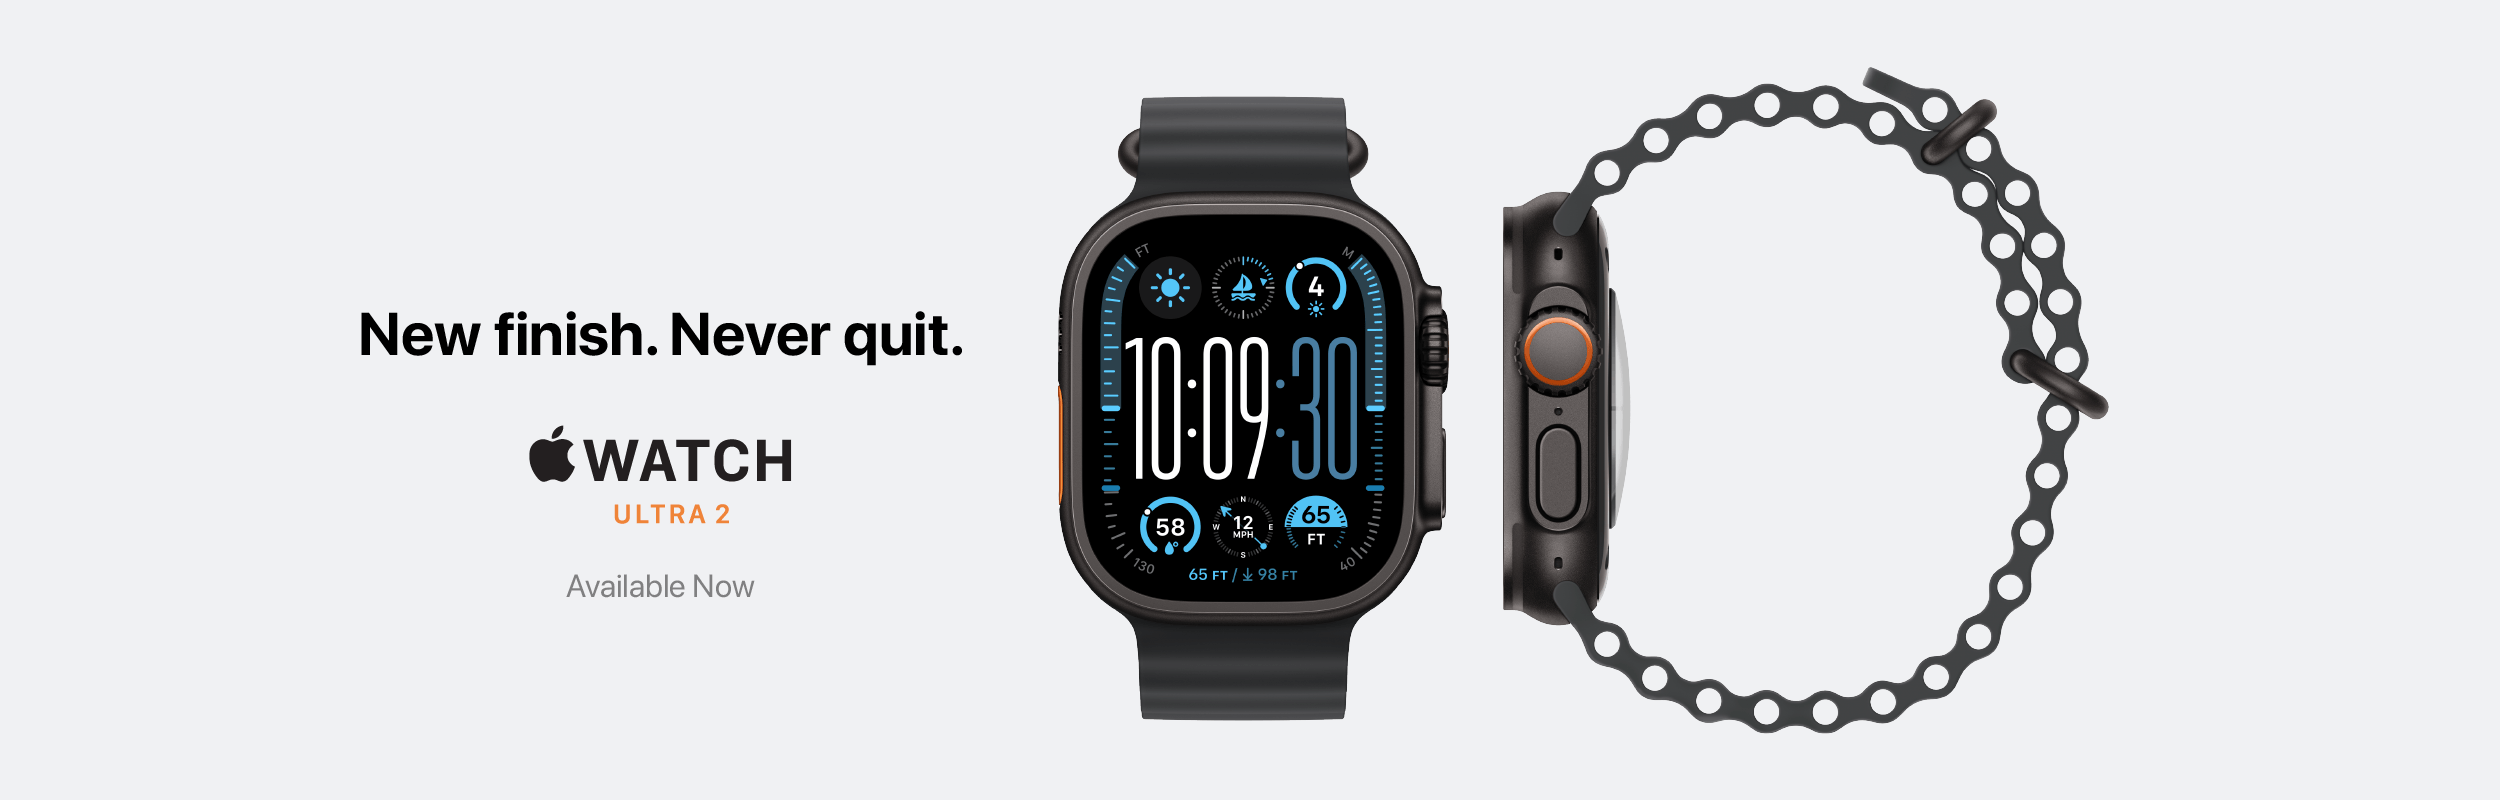 New finish. Never quit.
WATCH
ULTRA 2
Available Now
FT
M
4
10:09:30
58
N
W
12
E
MPH
S
65
FT
130
40
65 FT / ↓ 98 FT